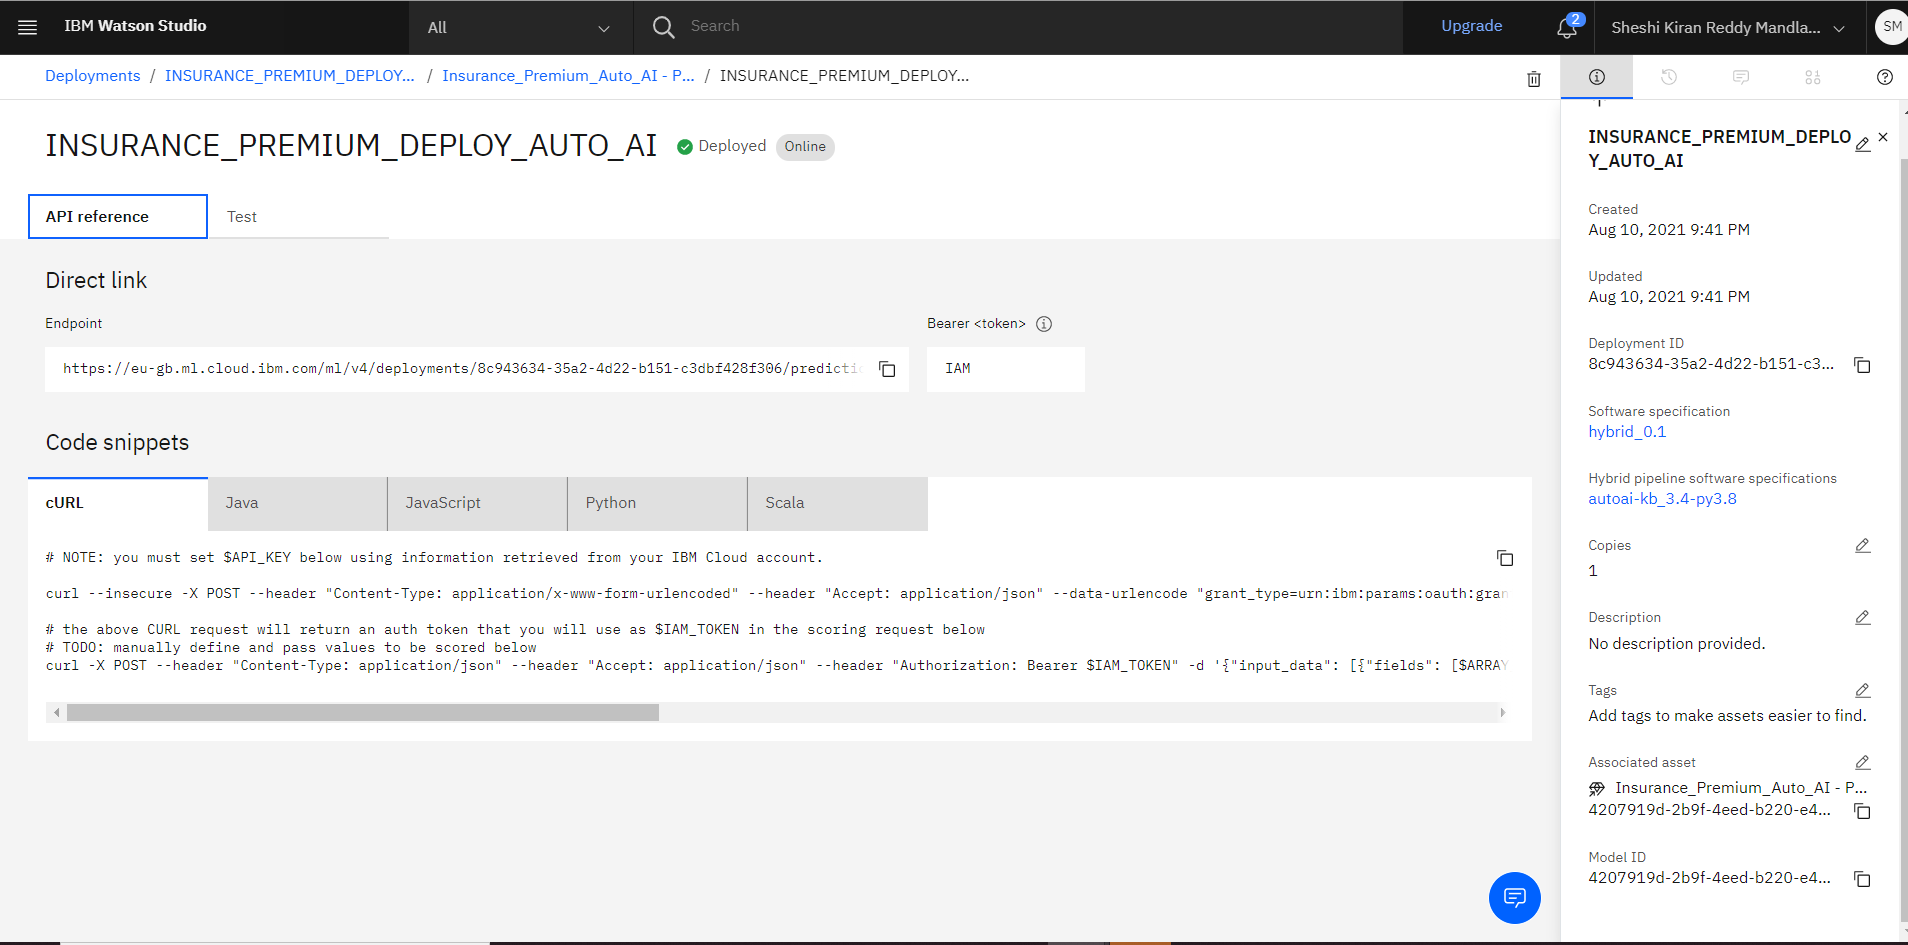 IBM Watson Studio
All
Search
Upgrade
2
Sheshi Kiran Reddy Mandla...
SM
Deployments / INSURANCE_PREMIUM_DEPLOY... / Insurance_Premium_Auto_AI - P... / INSURANCE_PREMIUM_DEPLOY...
INSURANCE_PREMIUM_DEPLOY_AUTO_AI
Deployed
Online
API reference
Test
Direct link
Endpoint
Bearer <token>
https://eu-gb.ml.cloud.ibm.com/ml/v4/deployments/8c943634-35a2-4d22-b151-c3dbf428f306/predictio
IAM
Code snippets
cURL
Java
JavaScript
Python
Scala
# NOTE: you must set $API_KEY below using information retrieved from your IBM Cloud account.
curl --insecure -X POST --header "Content-Type: application/x-www-form-urlencoded" --header "Accept: application/json" --data-urlencode "grant_type=urn:ibm:params:oauth:gran
# the above CURL request will return an auth token that you will use as $IAM_TOKEN in the scoring request below
# TODO: manually define and pass values to be scored below
curl -X POST --header "Content-Type: application/json" --header "Accept: application/json" --header "Authorization: Bearer $IAM_TOKEN" -d '{"input_data": [{"fields": [$ARRAY
INSURANCE_PREMIUM_DEPLO
Y_AUTO_AI
Created
Aug 10, 2021 9:41 PM
Updated
Aug 10, 2021 9:41 PM
Deployment ID
8c943634-35a2-4d22-b151-c3...
Software specification
hybrid_0.1
Hybrid pipeline software specifications
autoai-kb_3.4-py3.8
Copies
1
Description
No description provided.
Tags
Add tags to make assets easier to find.
Associated asset
Insurance_Premium_Auto_AI - P...
4207919d-2b9f-4eed-b220-e4...
Model ID
4207919d-2b9f-4eed-b220-e4...